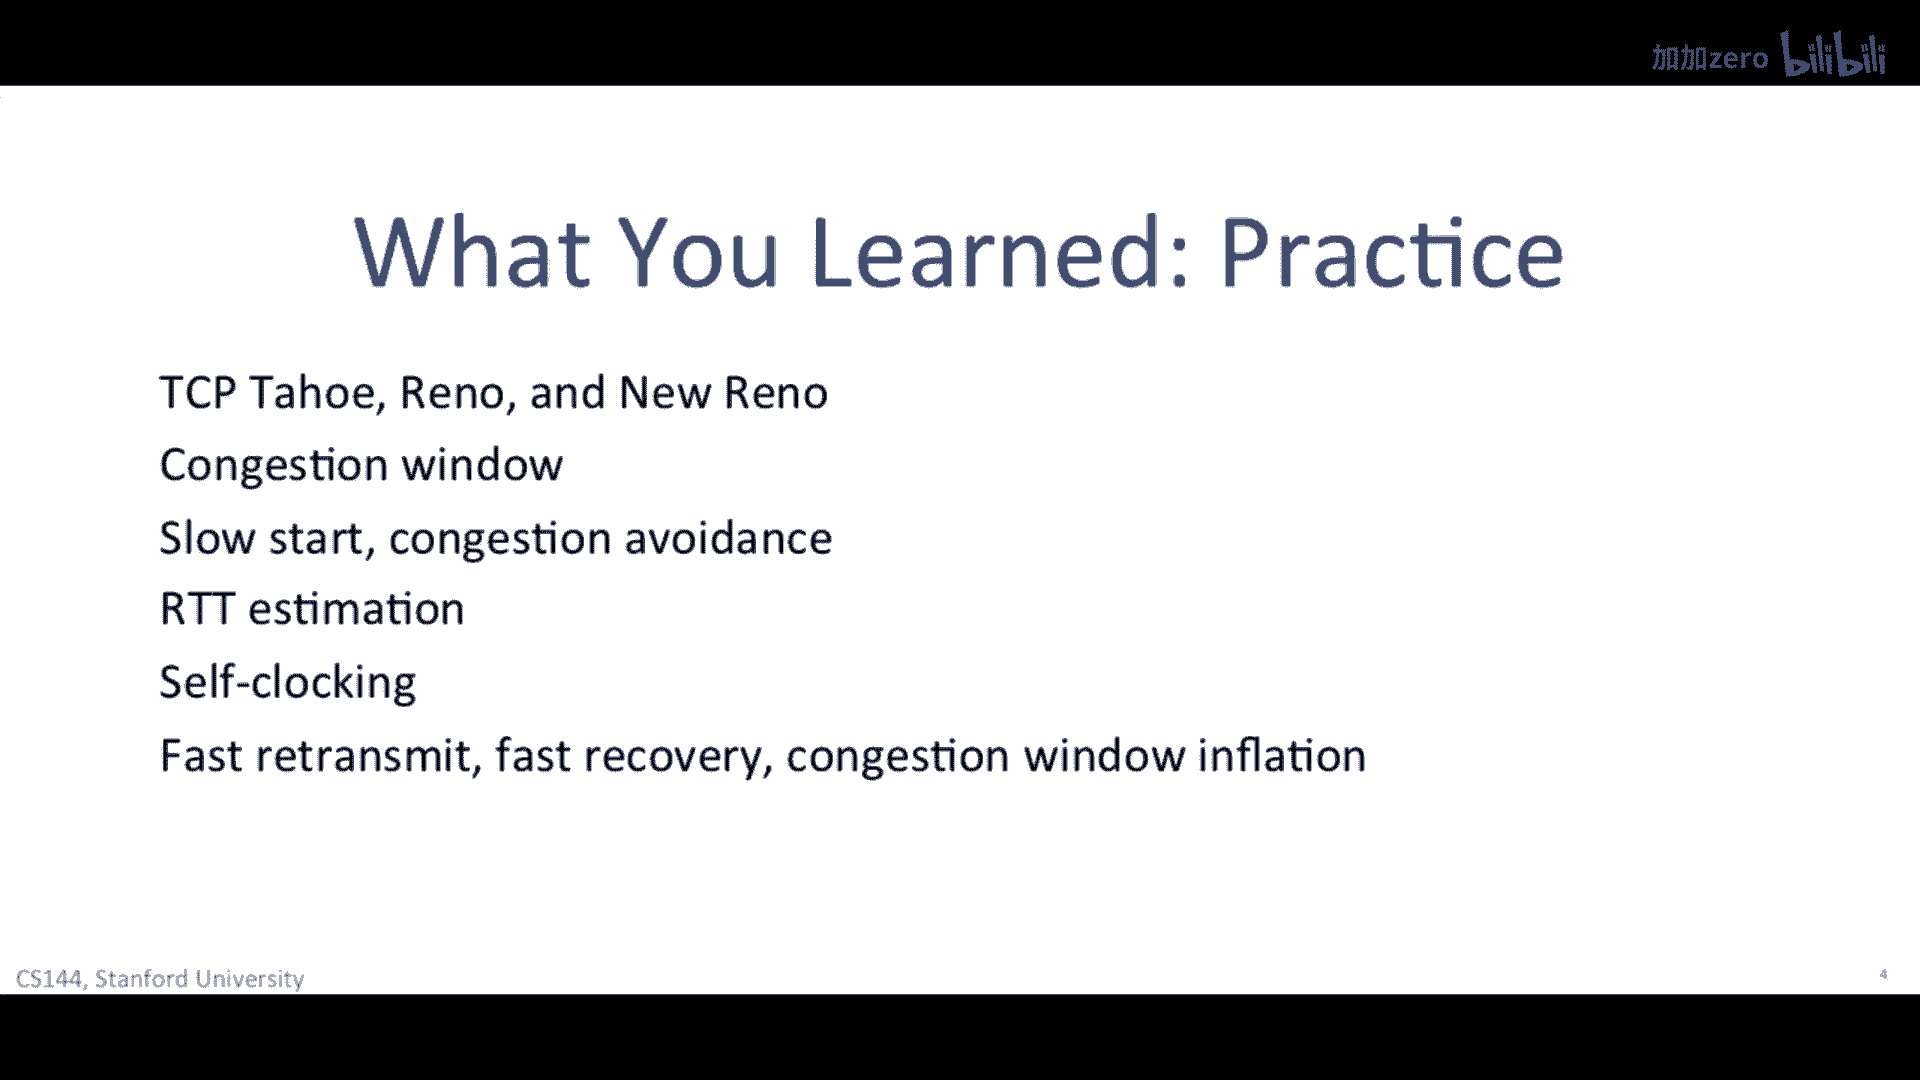 加加zero bilibili
What You Learned: Practice
TCP Tahoe, Reno, and New Reno
Congestion window
Slow start, congestion avoidance
RTT estimation
Self-clocking
Fast retransmit, fast recovery, congestion window inflation
CS144, Stanford University
4